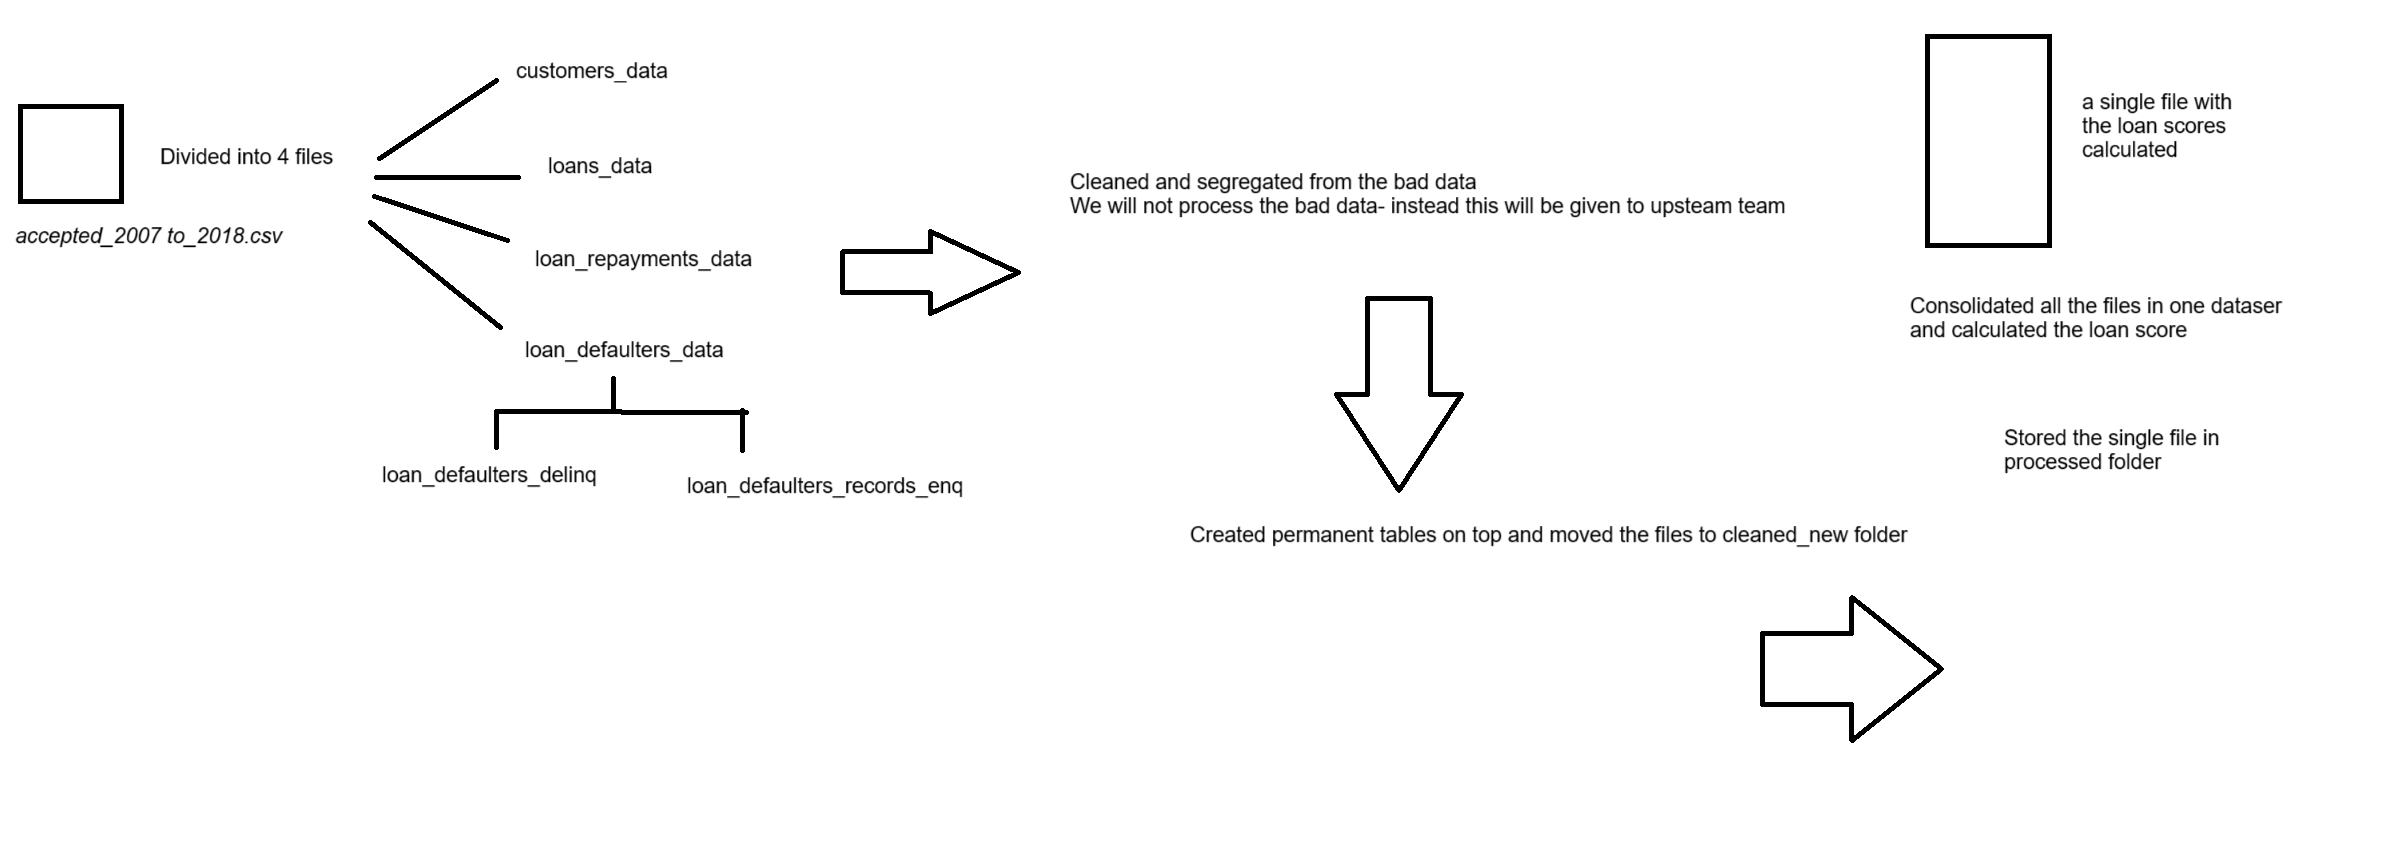 customers_data
Divided into 4 files
loans_data
accepted_2007 to_2018.csv
loan_repayments_data
loan_defaulters_data
loan_defaulters_delinq
loan_defaulters_records_enq
Cleaned and segregated from the bad data
We will not process the bad data- instead this will be given to upsteam team
Created permanent tables on top and moved the files to cleaned_new folder
a single file with
the loan scores
calculated
Consolidated all the files in one dataser
and calculated the loan score
Stored the single file in
processed folder